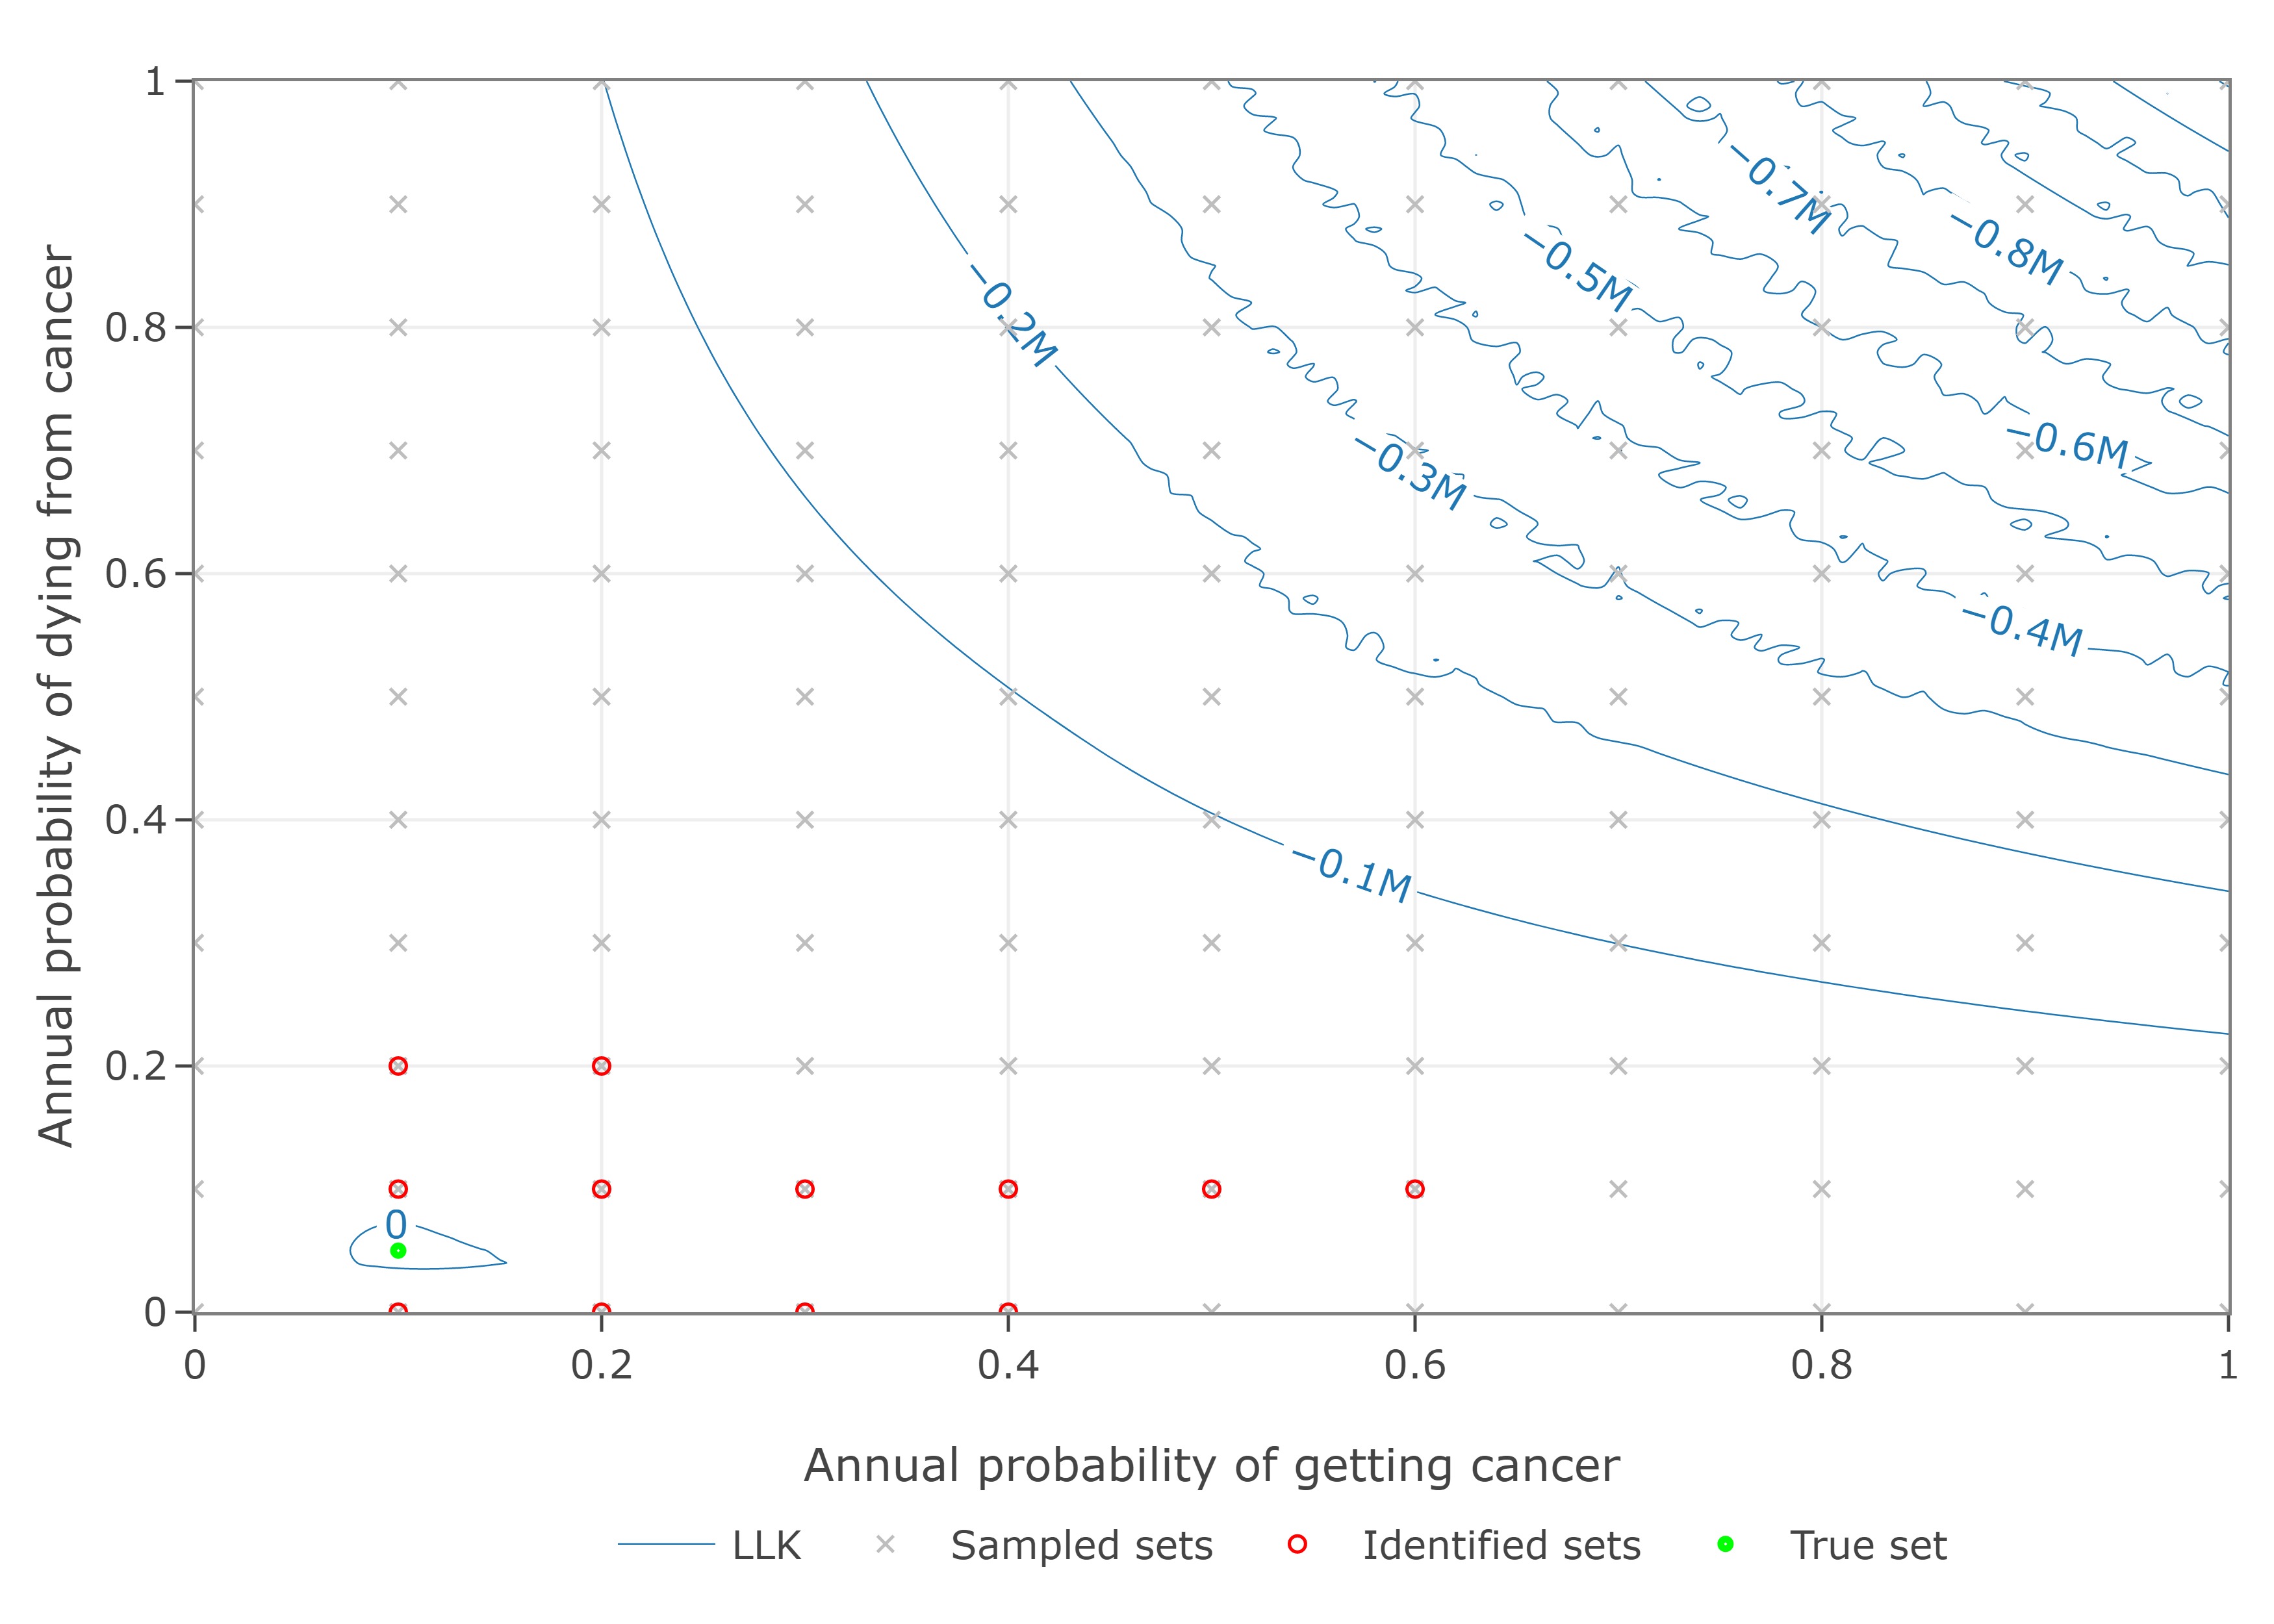 Annual probability of dying from cancer
1
0.8
0.6
0.4
0.2
0
−0.7M
−0.8M
−0.5M
−0.2M
−0.3M
−0.6M
−0.4M
−0.1M
0
0
0.2
0.4
0.6
0.8
1
Annual probability of getting cancer
LLK
Sampled sets
Identified sets
True set